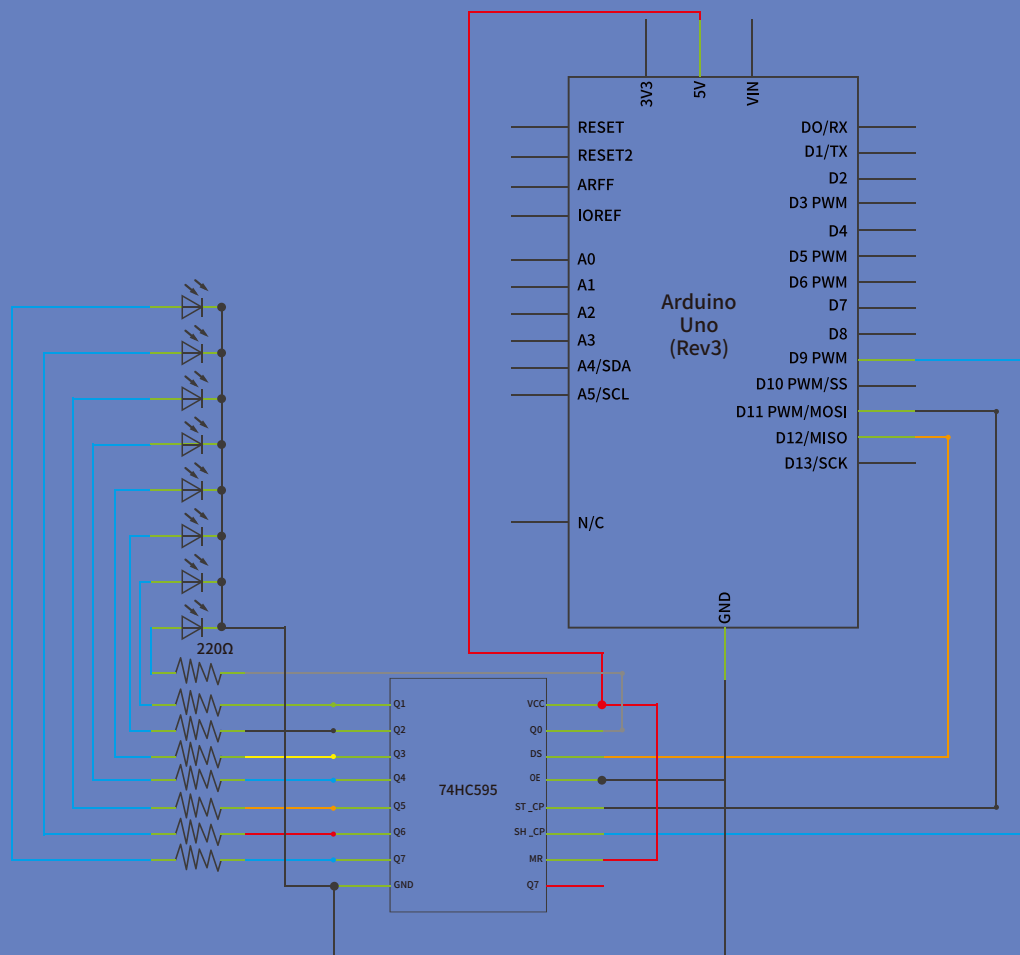 3V3
5V
VIN
RESET
RESET2
ARFF
IOREF
A0
A1
A2
A3
A4/SDA
A5/SCL
N/C
Arduino
Uno
(Rev3)
DO/RX
D1/TX
D2
D3 PWM
D4
D5 PWM
D6 PWM
D7
D8
D9 PWM
D10 PWM/SS
D11 PWM/MOSI
D12/MISO
D13/SCK
GND
220Ω
Q1
Q2
Q3
Q4
Q5
Q6
Q7
GND
74HC595
VCC
Q0
DS
OE
ST_CP
SH_CP
MR
Q7